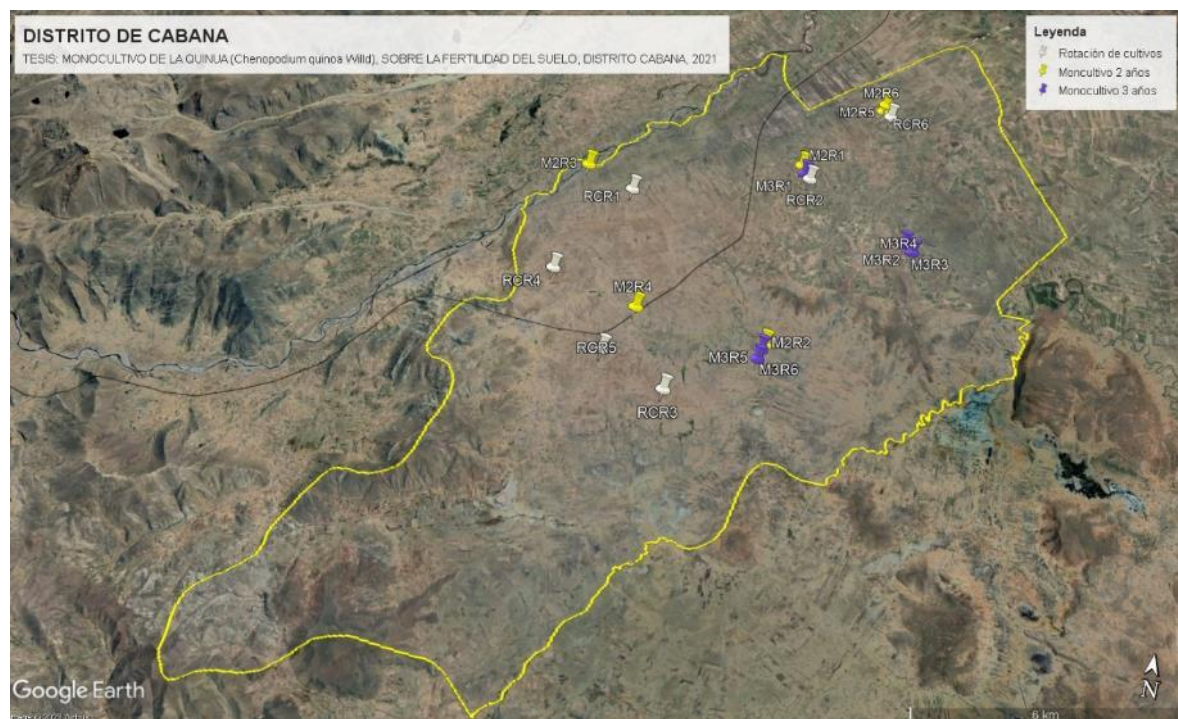 DISTRITO DE CABANA
TESIS: MONOCULTIVO DE LA QUINUA (Chenopodium quinoa Willd), SOBRE LA FERTILIDAD DEL SUELO, DISTRITO CABANA, 2021
Leyenda
Rotación de cultivos
Moncultivo 2 años
Monocultivo 3 años
M2R6
M2R5
RCR6
M2R3
M2R1
RCR1
M3R1
RCR2
M3R4
M3R2
M3R3
RCR4
M2R4
RCR5
M2R2
M3R5
M3R6
RCR3
Google Earth
N
6 km